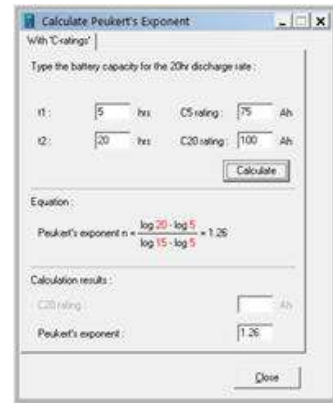 Calculate Peukert's Exponent
With 'C-ratings'
Type the battery capacity for the 20hr discharge rate :
t1 : 5 hrs C5 rating : 75 Ah
t2 : 20 hrs C20 rating : 100 Ah
Calculate
Equation :
Peukert's exponent n = log 20 - log 5 / log 15 - log 5 = 1.26
Calculation results :
C20 rating : Ah
Peukert's exponent : 1.26
Close